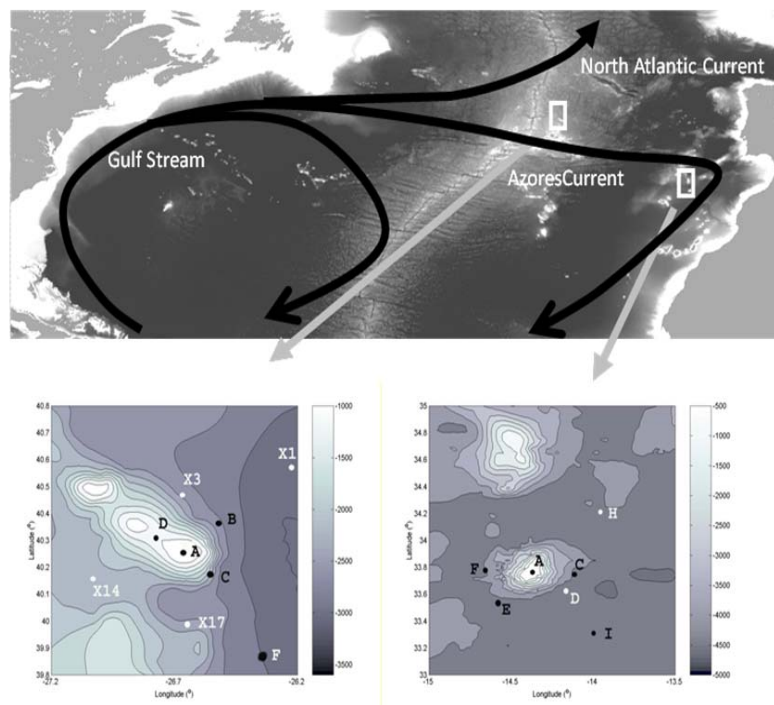 North Atlantic Current
Gulf Stream
AzoresCurrent
40.8
40.7
40.6
40.5
40.4
40.3
40.2
40.1
40
39.9
39.8
Latitude (º)
-27.2
-26.7
-26.2
Longitude (º)
X1
X3
B
D
A
C
X14
X17
F
-1000
-1500
-2000
-2500
-3000
-3500
35
34.8
34.6
34.4
34.2
34
33.8
33.6
33.4
33.2
33
Latitude (º)
-15
-14.5
-14
-13.5
Longitude (º)
H
A
F
C
D
E
I
-500
-1000
-1500
-2000
-2500
-3000
-3500
-4000
-4500
-5000